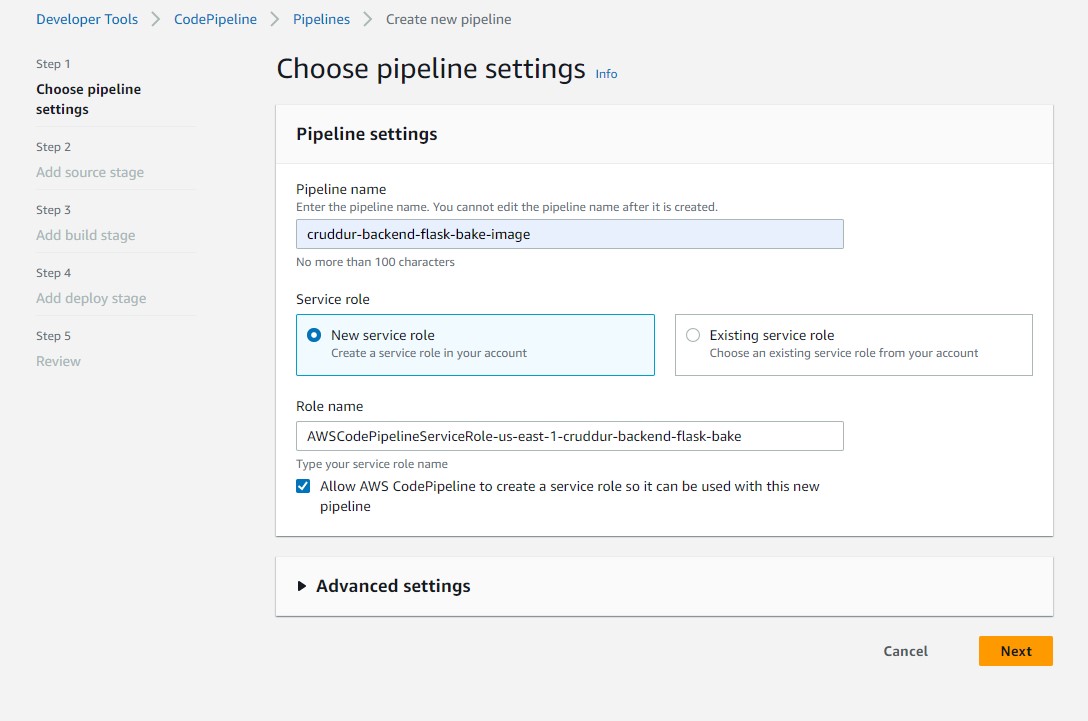 Developer Tools > CodePipeline > Pipelines > Create new pipeline
Step 1
Choose pipeline
settings
Step 2
Add source stage
Step 3
Add build stage
Step 4
Add deploy stage
Step 5
Review
Choose pipeline settings Info
Pipeline settings
Pipeline name
Enter the pipeline name. You cannot edit the pipeline name after it is created.
cruddur-backend-flask-bake-image
No more than 100 characters
Service role
New service role
Create a service role in your account
Existing service role
Choose an existing service role from your account
Role name
AWSCodePipelineServiceRole-us-east-1-cruddur-backend-flask-bake
Type your service role name
Allow AWS CodePipeline to create a service role so it can be used with this new
pipeline
Advanced settings
Cancel
Next